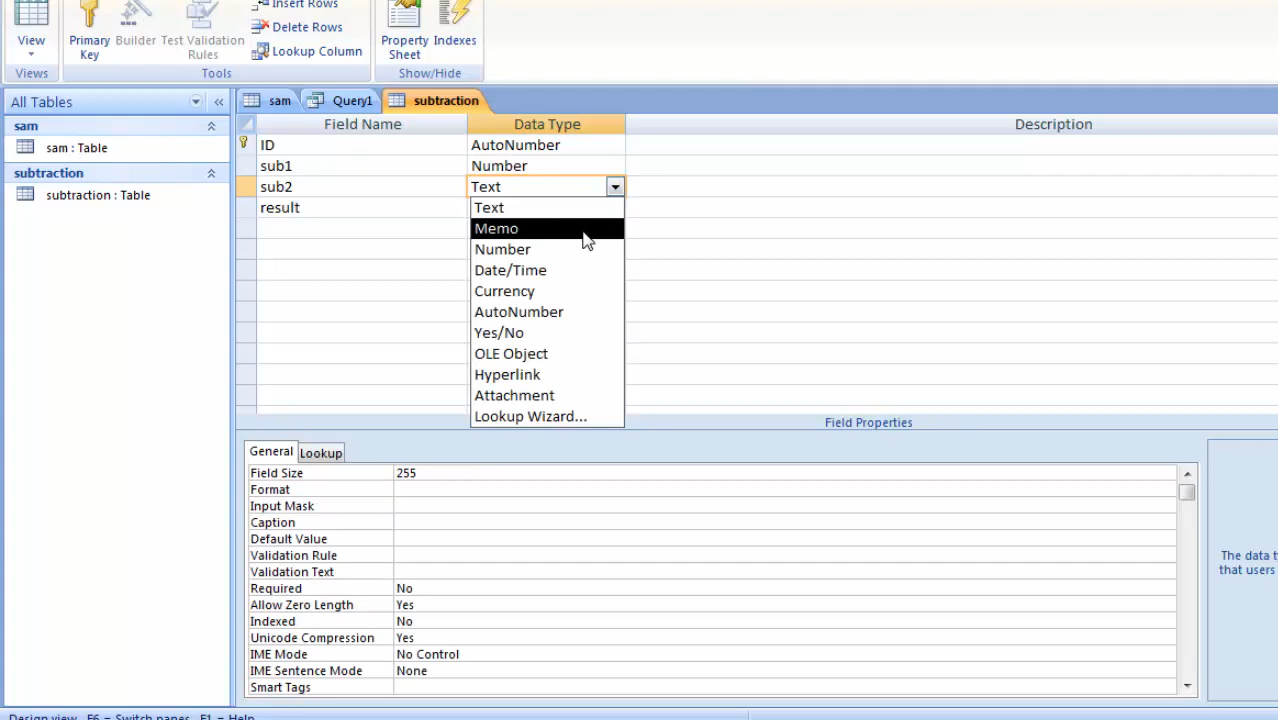 Insert Rows
Delete Rows
Lookup Column
View
Primary Key
Builder
Test Validation Rules
Property Sheet
Indexes
Views
Tools
Show/Hide
All Tables
sam
Query1
subtraction
sam
sam : Table
subtraction
subtraction : Table
Field Name Data Type Description
ID AutoNumber
sub1 Number
sub2 Text
result
Text
Memo
Number
Date/Time
Currency
AutoNumber
Yes/No
OLE Object
Hyperlink
Attachment
Lookup Wizard...
Field Properties
General Lookup
Field Size 255
Format
Input Mask
Caption
Default Value
Validation Rule
Validation Text
Required No
Allow Zero Length Yes
Indexed No
Unicode Compression Yes
IME Mode No Control
IME Sentence Mode None
Smart Tags
The data t
that users
Design view. F6 = Switch panes. F1 = Help.